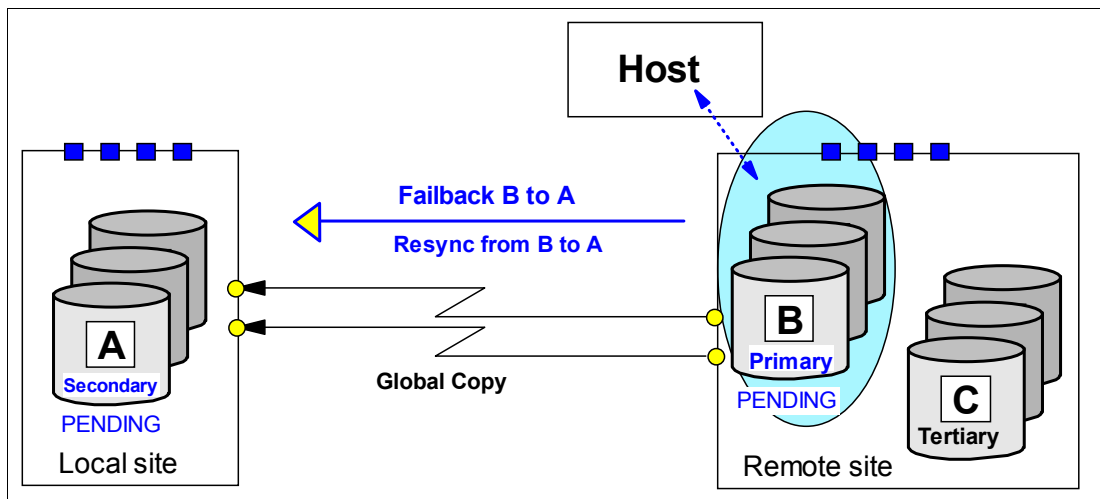 Host
Failback B to A
Resync from B to A
A
Secondary
PENDING
Local site
Global Copy
B
Primary
PENDING
C
Tertiary
Remote site